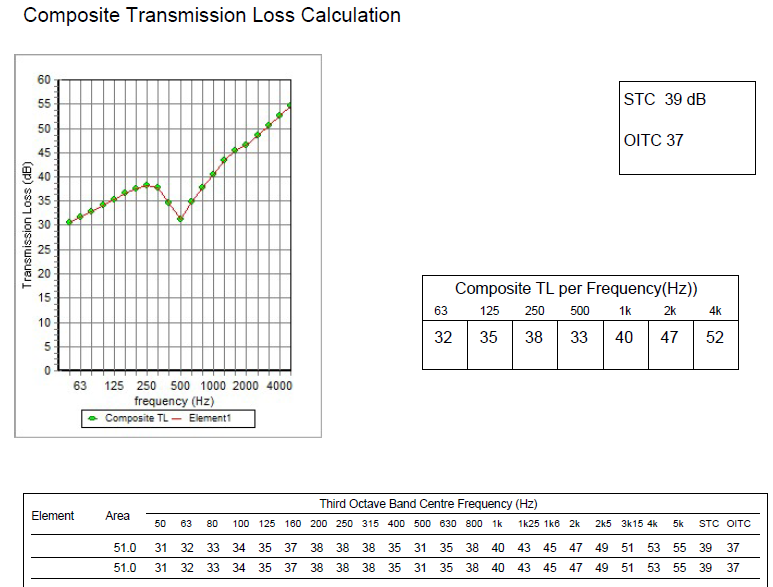 Composite Transmission Loss Calculation
60
55
50
45
40
35
30
25
20
15
10
5
0
Transmission Loss (dB)
63 125 250 500 1000 2000 4000
frequency (Hz)
Composite TL Element1
STC 39 dB
OITC 37
Composite TL per Frequency(Hz))
63 125 250 500 1k 2k 4k
32 35 38 33 40 47 52
Third Octave Band Centre Frequency (Hz)
Element Area 50 63 80 100 125 160 200 250 315 400 500 630 800 1k 1k25 1k6 2k 2k5 3k15 4k 5k STC OITC
51.0 31 32 33 34 35 37 38 38 38 35 31 35 38 40 43 45 47 49 51 53 55 39 37
51.0 31 32 33 34 35 37 38 38 38 35 31 35 38 40 43 45 47 49 51 53 55 39 37